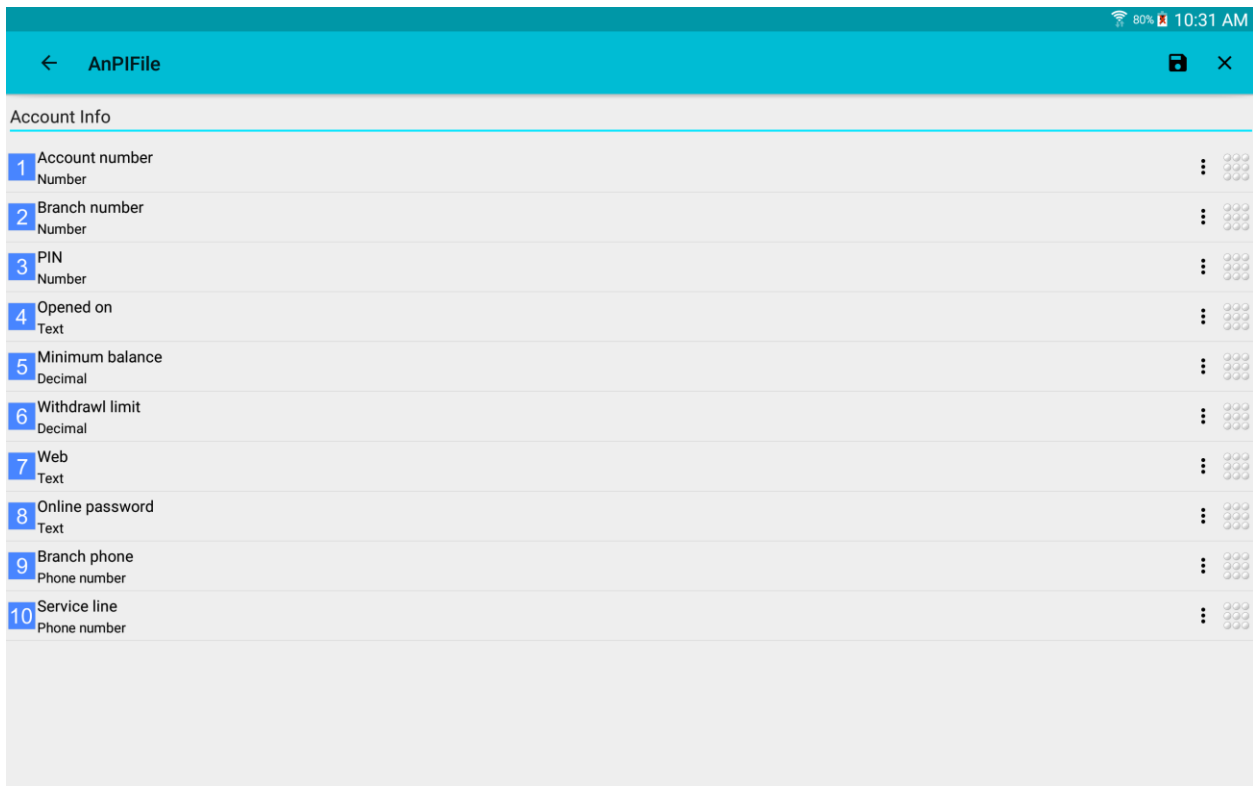 80% 10:31 AM
AnPIFile
Account Info
1 Account number
Number
2 Branch number
Number
3 PIN
Number
4 Opened on
Text
5 Minimum balance
Decimal
6 Withdrawl limit
Decimal
7 Web
Text
8 Online password
Text
9 Branch phone
Phone number
10 Service line
Phone number